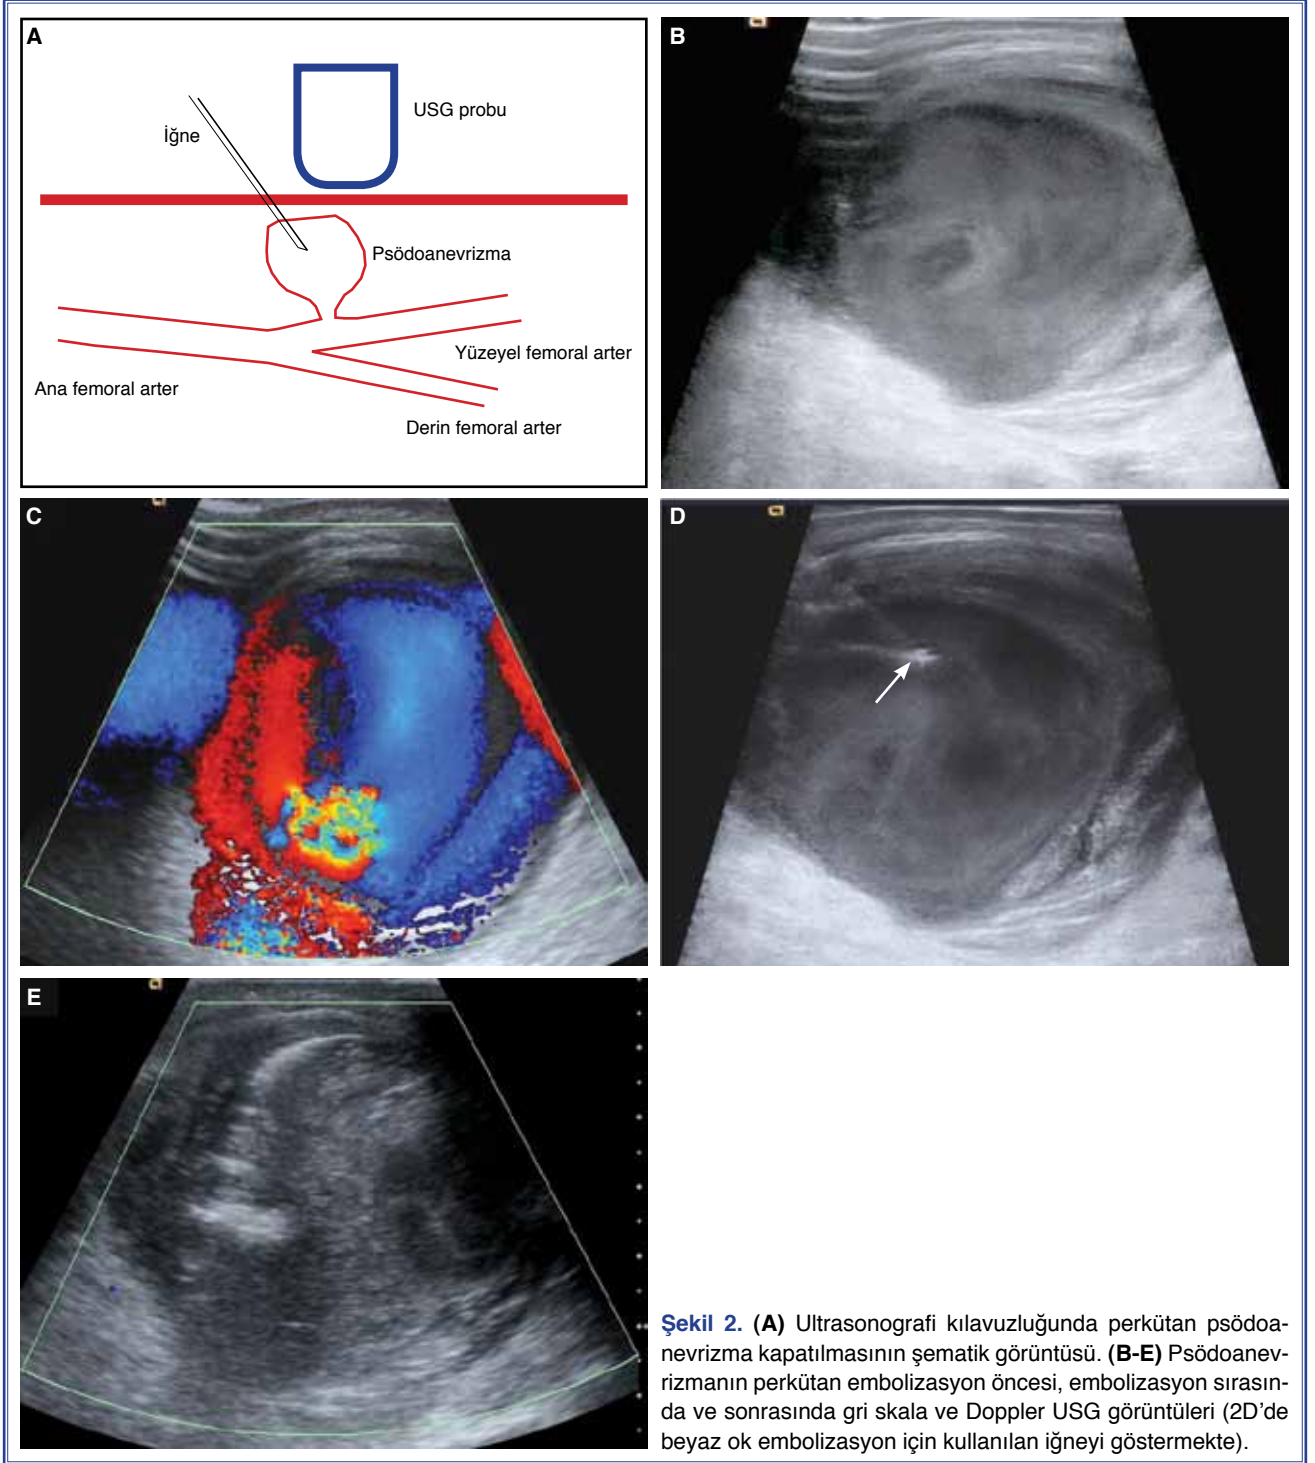 A
USG probu
İğne
Psödoanevrizma
Yüzeyel femoral arter
Ana femoral arter
Derin femoral arter
B
C
D
E
Şekil 2. (A) Ultrasonografi kılavuzluğunda perkütan psödoa-
nevrizma kapatılmasının şematik görüntüsü. (B-E) Psödoanev-
rizmanın perkütan embolizasyon öncesi, embolizasyon sırasın-
da ve sonrasında gri skala ve Doppler USG görüntüleri (2D’de
beyaz ok embolizasyon için kullanılan iğneyi göstermekte).